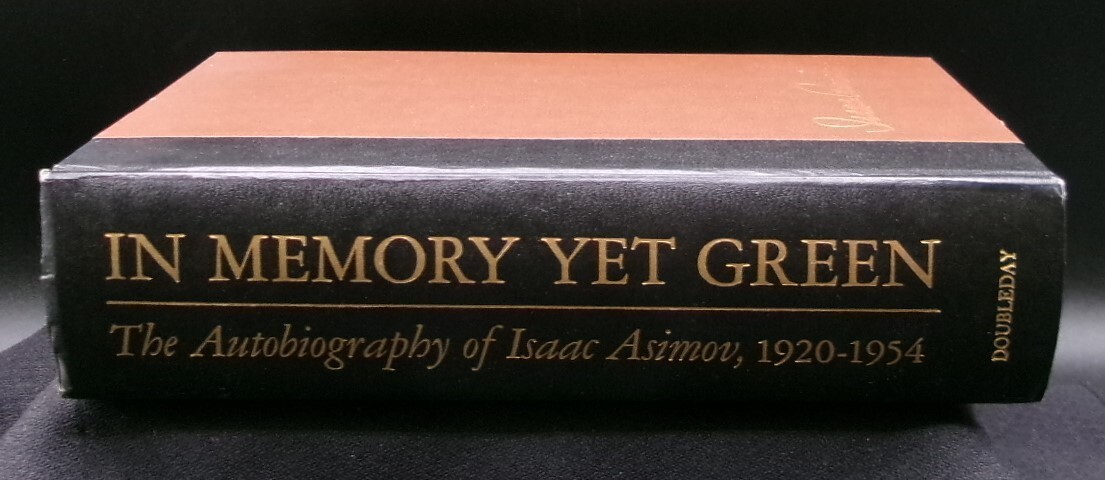 IN MEMORY YET GREEN
The Autobiography of Isaac Asimov, 1920-1954
DOUBLEDAY